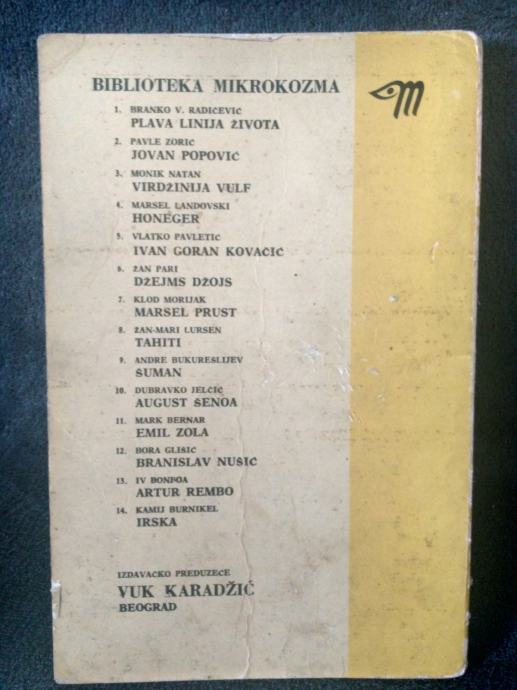 BIBLIOTEKA MIKROKOZMA
1. BRANKO V. RADIČEVIĆ
PLAVA LINIJA ŽIVOTA
2. PAVLE ZORIĆ
JOVAN POPOVIĆ
3. MONIK NATAN
VIRDŽINIJA VULF
4. MARSEL LANDOVSKI
HONEGER
5. VLATKO PAVLETIĆ
IVAN GORAN KOVAČIĆ
6. ŽAN PARI
DŽEJMS DŽOJS
7. KLOD MORIJAK
MARSEL PRUST
8. ŽAN-MARI LURSEN
TAHITI
9. ANDRE BUKUREŠLIJEV
ŠUMAN
10. DUBRAVKO JELČIĆ
AUGUST ŠENOA
11. MARK BERNAR
EMIL ZOLA
12. BORA GLIŠIĆ
BRANISLAV NUŠIĆ
13. IV BONFOA
ARTUR REMBO
14. KAMIJ BURNIKEL
IRSKA
IZDAVAČKO PREDUZEĆE
VUK KARADŽIĆ
BEOGRAD